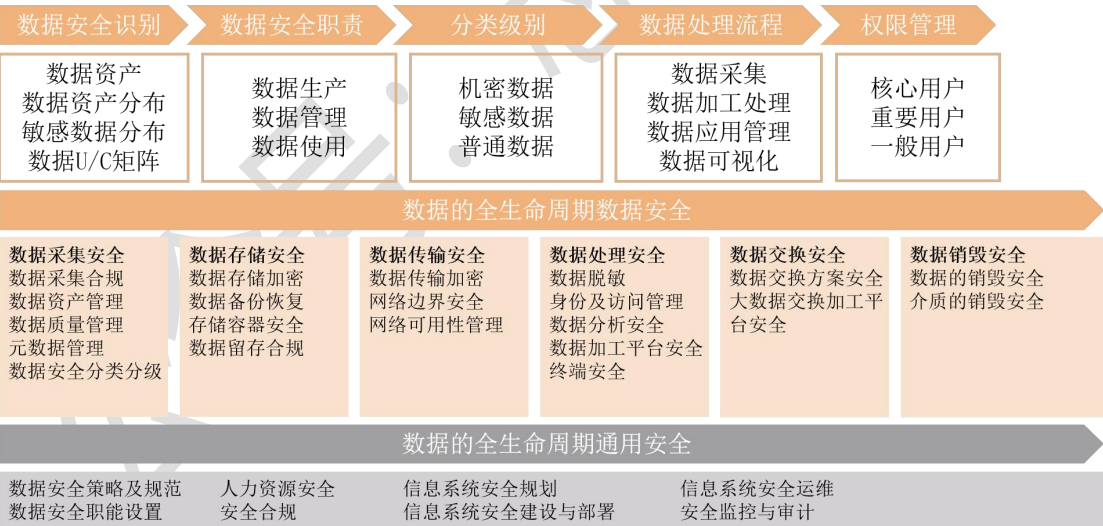 数据安全识别
数据安全职责
分类级别
数据处理流程
权限管理
数据资产
数据资产分布
敏感数据分布
数据U/C矩阵
数据生产
数据管理
数据使用
机密数据
敏感数据
普通数据
数据采集
数据加工处理
数据应用管理
数据可视化
核心用户
重要用户
一般用户
数据的全生命周期数据安全
数据采集安全
数据采集合规
数据资产管理
数据质量管理
元数据管理
数据安全分类分级
数据存储安全
数据存储加密
数据备份恢复
存储容器安全
数据留存合规
数据传输安全
数据传输加密
网络边界安全
网络可用性管理
数据处理安全
数据脱敏
身份及访问管理
数据分析安全
数据加工平台安全
终端安全
数据交换安全
数据交换方案安全
大数据交换加工平
台安全
数据销毁安全
数据的销毁安全
介质的销毁安全
数据的全生命周期通用安全
数据安全策略及规范
数据安全职能设置
人力资源安全
安全合规
信息系统安全规划
信息系统安全建设与部署
信息系统安全运维
安全监控与审计